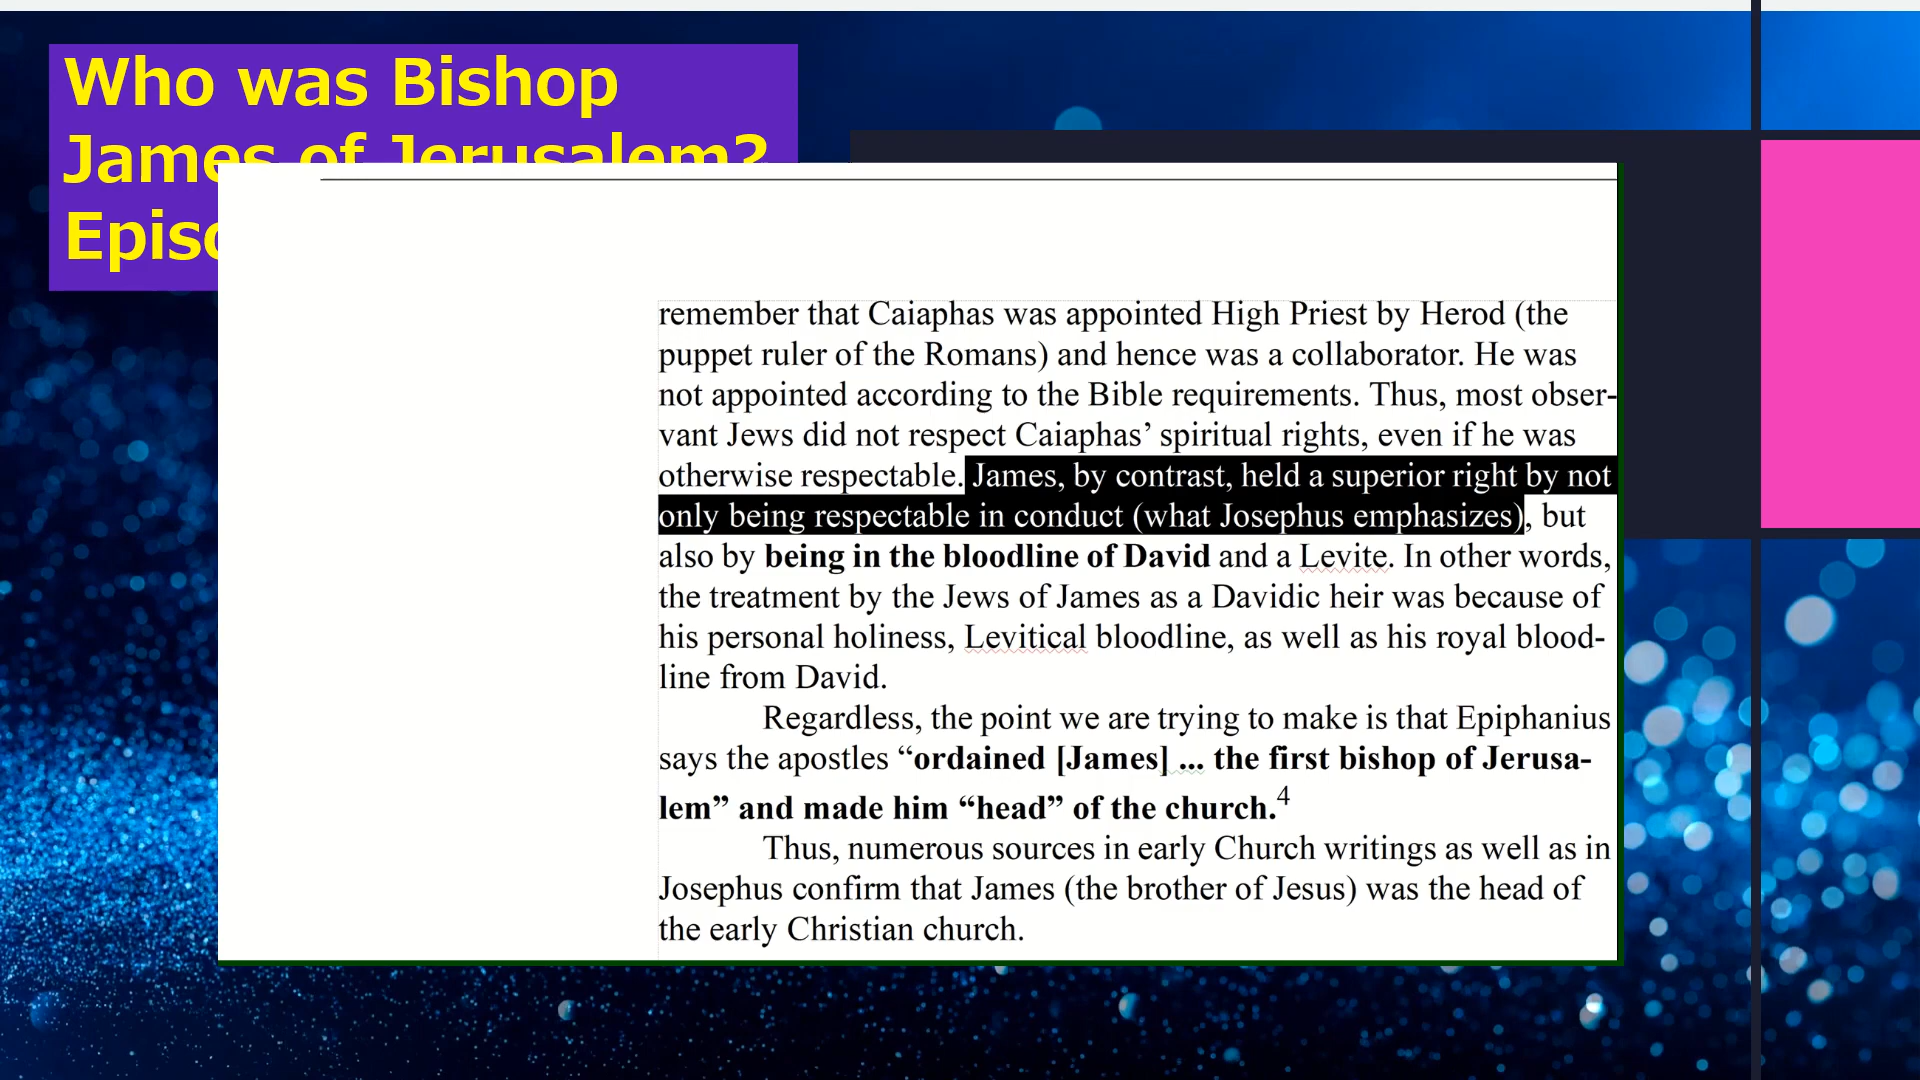 Who was Bishop
James of Jerusalem?
remember that Caiaphas was appointed High Priest by Herod (the
puppet ruler of the Romans) and hence was a collaborator. He was
not appointed according to the Bible requirements. Thus, most obser-
vant Jews did not respect Caiaphas’ spiritual rights, even if he was
otherwise respectable. James, by contrast, held a superior right by not
only being respectable in conduct (what Josephus emphasizes), but
also by being in the bloodline of David and a Levite. In other words,
the treatment by the Jews of James as a Davidic heir was because of
his personal holiness, Levitical bloodline, as well as his royal blood-
line from David.
Regardless, the point we are trying to make is that Epiphanius
says the apostles “ordained [James] ... the first bishop of Jerusa-
lem” and made him “head” of the church.4
Thus, numerous sources in early Church writings as well as in
Josephus confirm that James (the brother of Jesus) was the head of
the early Christian church.